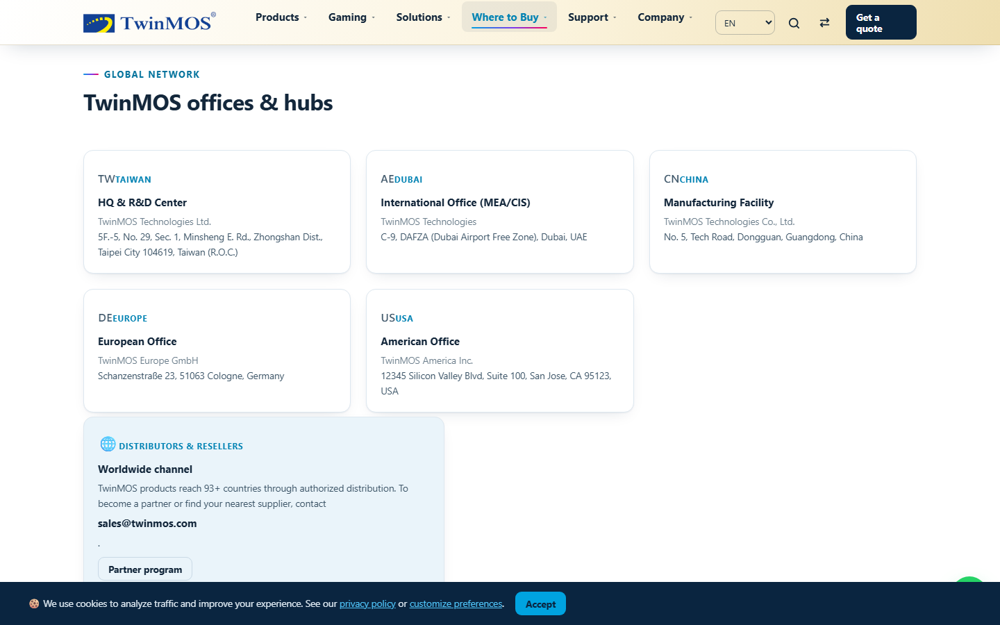 TwinMOS®
Products
Gaming
Solutions
Where to Buy
Support
Company
EN
Get a quote
GLOBAL NETWORK
TwinMOS offices & hubs
TWTAIWAN
HQ & R&D Center
TwinMOS Technologies Ltd.
5F.-5, No. 29, Sec. 1, Minsheng E. Rd., Zhongshan Dist.,
Taipei City 104619, Taiwan (R.O.C.)
AEDUBAI
International Office (MEA/CIS)
TwinMOS Technologies
C-9, DAFZA (Dubai Airport Free Zone), Dubai, UAE
CNCHINA
Manufacturing Facility
TwinMOS Technologies Co., Ltd.
No. 5, Tech Road, Dongguan, Guangdong, China
DEEUROPE
European Office
TwinMOS Europe GmbH
Schanzenstraße 23, 51063 Cologne, Germany
USUSA
American Office
TwinMOS America Inc.
12345 Silicon Valley Blvd, Suite 100, San Jose, CA 95123,
USA
DISTRIBUTORS & RESELLERS
Worldwide channel
TwinMOS products reach 93+ countries through authorized distribution. To
become a partner or find your nearest supplier, contact
sales@twinmos.com
.
Partner program
We use cookies to analyze traffic and improve your experience. See our privacy policy or customize preferences.
Accept